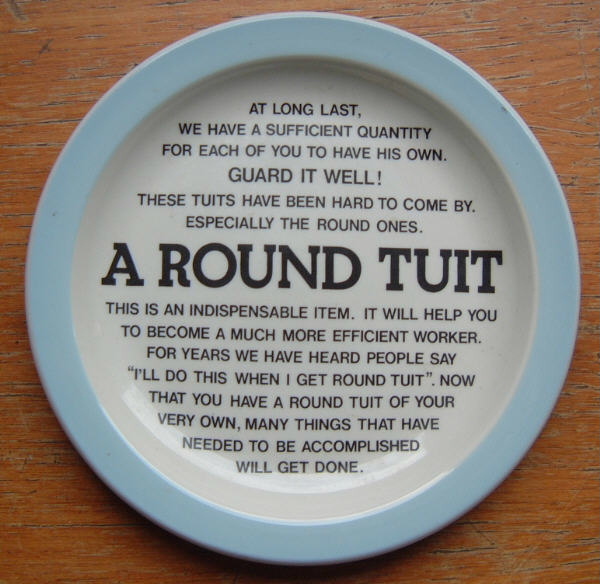 AT LONG LAST,
WE HAVE A SUFFICIENT QUANTITY
FOR EACH OF YOU TO HAVE HIS OWN.
GUARD IT WELL!
THESE TUITS HAVE BEEN HARD TO COME BY.
ESPECIALLY THE ROUND ONES.
A ROUND TUIT
THIS IS AN INDISPENSABLE ITEM. IT WILL HELP YOU
TO BECOME A MUCH MORE EFFICIENT WORKER.
FOR YEARS WE HAVE HEARD PEOPLE SAY
“I'LL DO THIS WHEN I GET ROUND TUIT”. NOW
THAT YOU HAVE A ROUND TUIT OF YOUR
VERY OWN, MANY THINGS THAT HAVE
NEEDED TO BE ACCOMPLISHED
WILL GET DONE.